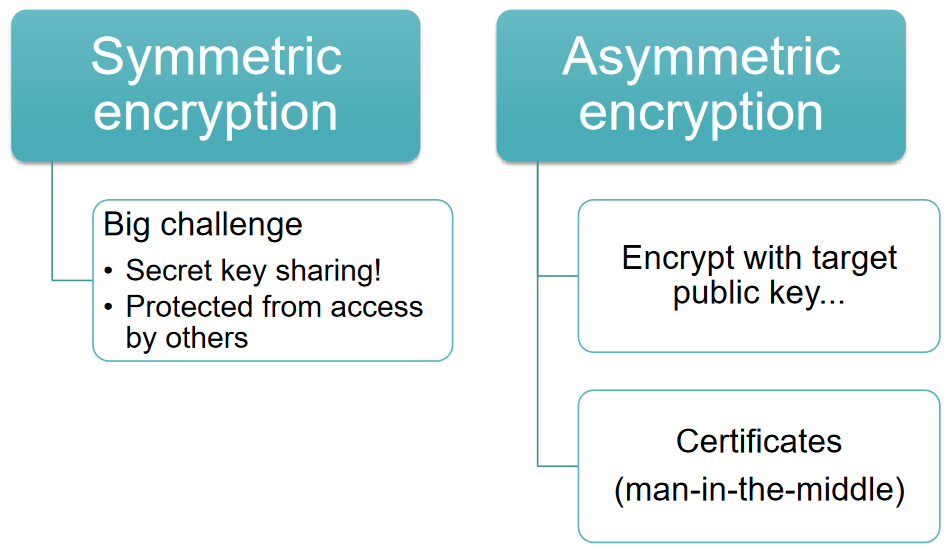 Symmetric
encryption
Big challenge
• Secret key sharing!
• Protected from access
by others
Asymmetric
encryption
Encrypt with target
public key...
Certificates
(man-in-the-middle)